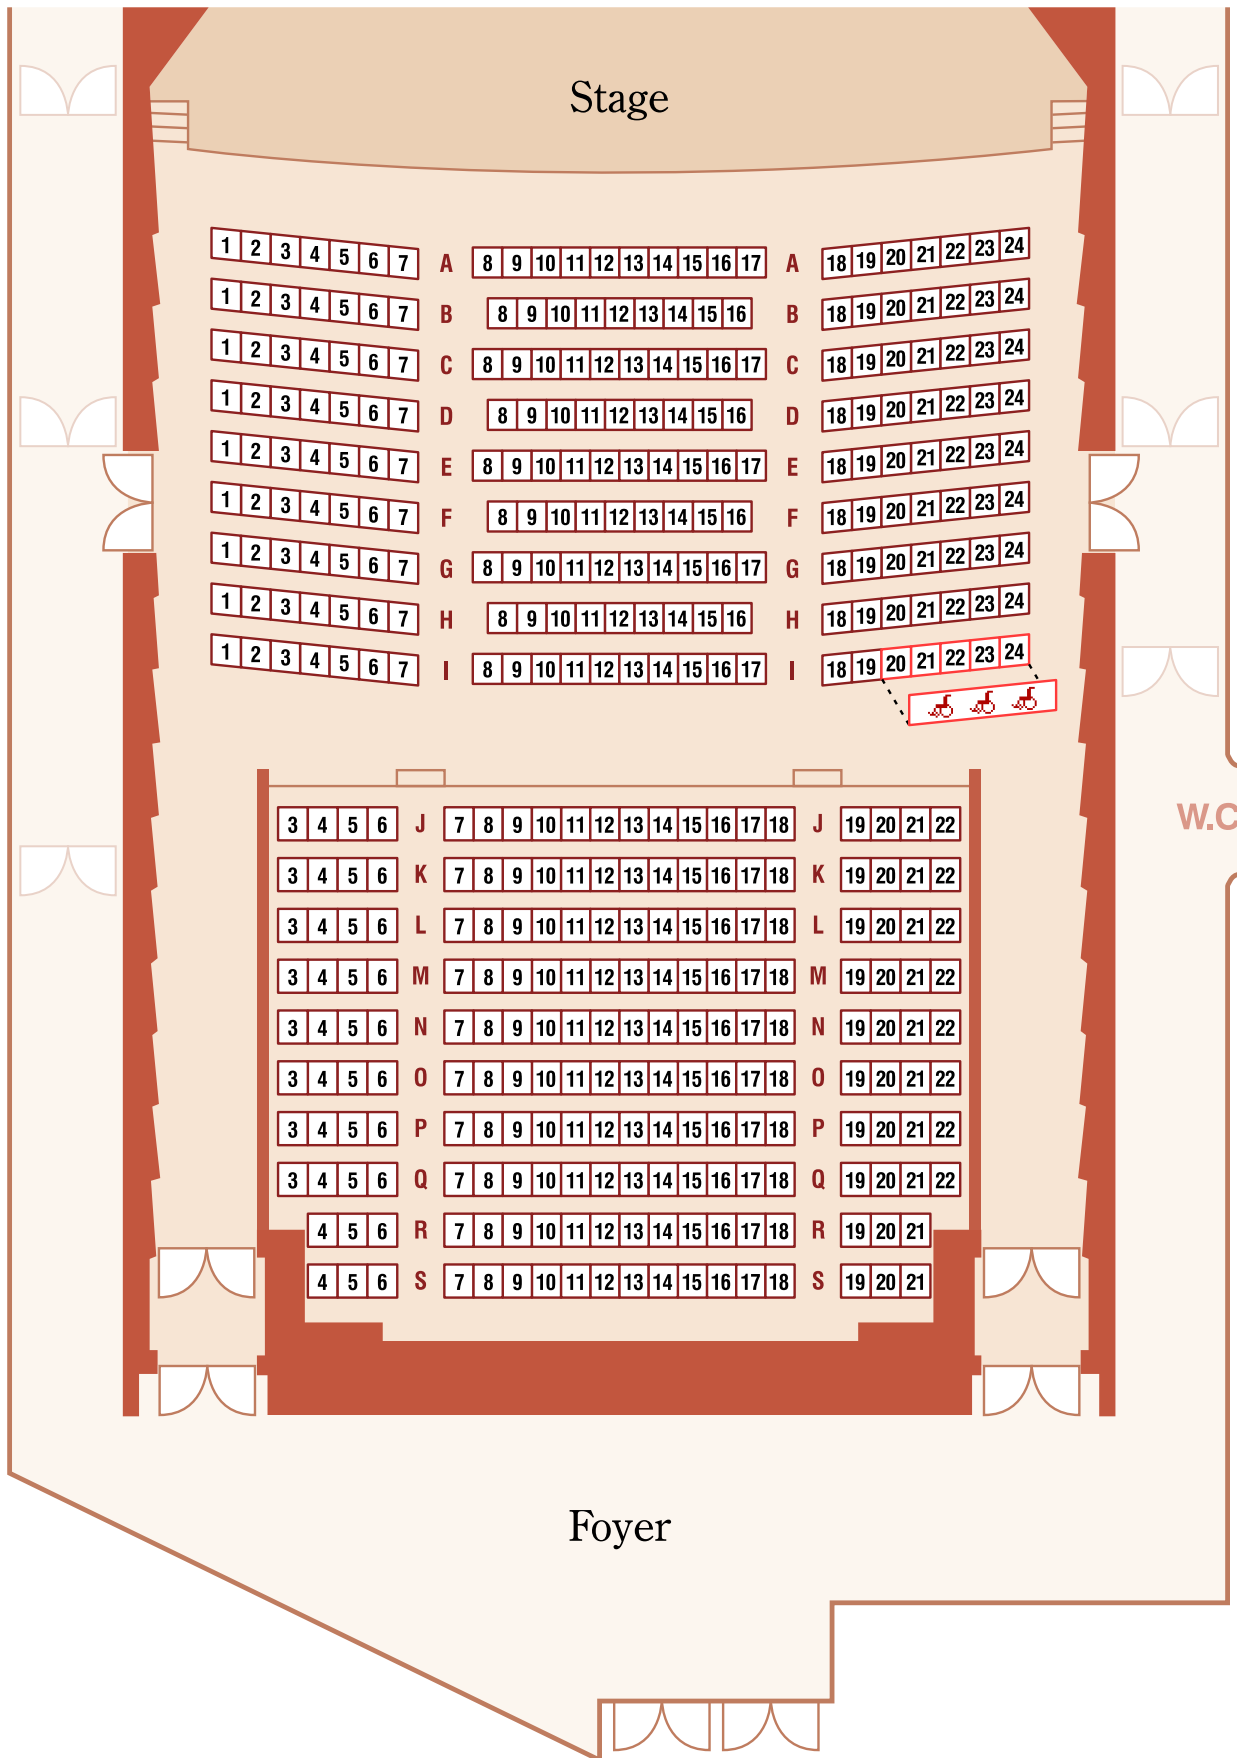 Stage
1 2 3 4 5 6 7 A 8 9 10 11 12 13 14 15 16 17 A 18 19 20 21 22 23 24
1 2 3 4 5 6 7 B 8 9 10 11 12 13 14 15 16 B 18 19 20 21 22 23 24
1 2 3 4 5 6 7 C 8 9 10 11 12 13 14 15 16 17 C 18 19 20 21 22 23 24
1 2 3 4 5 6 7 D 8 9 10 11 12 13 14 15 16 D 18 19 20 21 22 23 24
1 2 3 4 5 6 7 E 8 9 10 11 12 13 14 15 16 17 E 18 19 20 21 22 23 24
1 2 3 4 5 6 7 F 8 9 10 11 12 13 14 15 16 F 18 19 20 21 22 23 24
1 2 3 4 5 6 7 G 8 9 10 11 12 13 14 15 16 17 G 18 19 20 21 22 23 24
1 2 3 4 5 6 7 H 8 9 10 11 12 13 14 15 16 H 18 19 20 21 22 23 24
1 2 3 4 5 6 7 I 8 9 10 11 12 13 14 15 16 17 I 18 19 20 21 22 23 24
W.C
3 4 5 6 J 7 8 9 10 11 12 13 14 15 16 17 18 J 19 20 21 22
3 4 5 6 K 7 8 9 10 11 12 13 14 15 16 17 18 K 19 20 21 22
3 4 5 6 L 7 8 9 10 11 12 13 14 15 16 17 18 L 19 20 21 22
3 4 5 6 M 7 8 9 10 11 12 13 14 15 16 17 18 M 19 20 21 22
3 4 5 6 N 7 8 9 10 11 12 13 14 15 16 17 18 N 19 20 21 22
3 4 5 6 O 7 8 9 10 11 12 13 14 15 16 17 18 O 19 20 21 22
3 4 5 6 P 7 8 9 10 11 12 13 14 15 16 17 18 P 19 20 21 22
3 4 5 6 Q 7 8 9 10 11 12 13 14 15 16 17 18 Q 19 20 21 22
4 5 6 R 7 8 9 10 11 12 13 14 15 16 17 18 R 19 20 21
4 5 6 S 7 8 9 10 11 12 13 14 15 16 17 18 S 19 20 21
Foyer